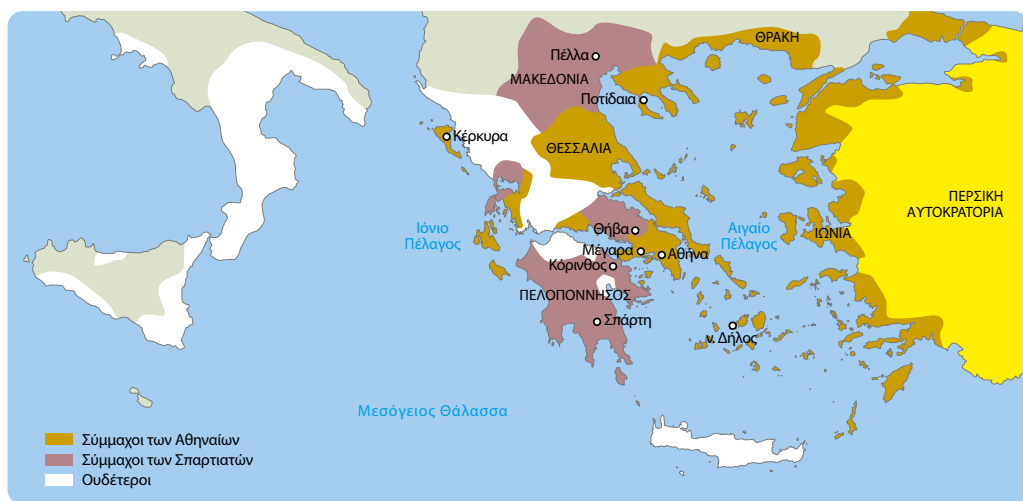 ΘΡΑΚΗ
Πέλλα
ΜΑΚΕΔΟΝΙΑ
Ποτίδαια
Κέρκυρα
ΘΕΣΣΑΛΙΑ
ΠΕΡΣΙΚΗ
ΑΥΤΟΚΡΑΤΟΡΙΑ
Ιόνιο
Πέλαγος
Θήβα
Αιγαίο
Πέλαγος
ΙΩΝΙΑ
Μέγαρα
Αθήνα
Κόρινθος
ΠΕΛΟΠΟΝΝΗΣΟΣ
Σπάρτη
ν. Δήλος
Μεσόγειος Θάλασσα
Σύμμαχοι των Αθηναίων
Σύμμαχοι των Σπαρτιατών
Ουδέτεροι